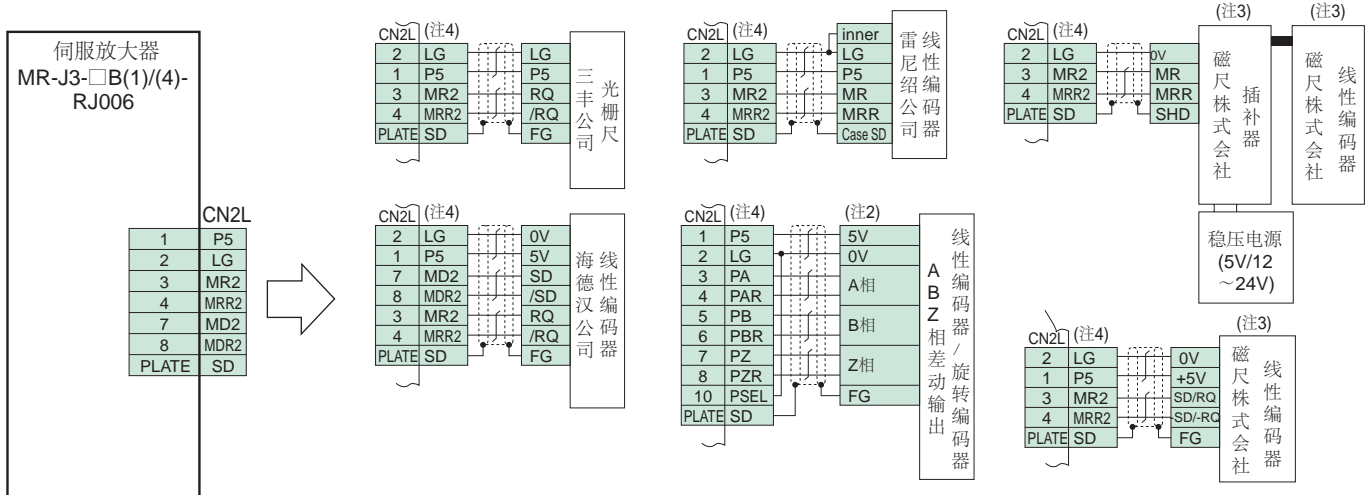 伺服放大器
MR-J3-□B(1)/(4)-
RJ006
CN2L
1 P5
2 LG
3 MR2
4 MRR2
7 MD2
8 MDR2
PLATE SD
CN2L (注4)
2 LG LG
1 P5 P5
3 MR2 RQ
4 MRR2 /RQ
PLATE SD FG
三丰公司
光栅尺
CN2L (注4)
inner
2 LG LG
1 P5 P5
3 MR2 MR
4 MRR2 MRR
PLATE SD Case SD
雷尼绍公司
线性编码器
(注3) (注3)
CN2L (注4)
2 LG 0V
3 MR2 MR
4 MRR2 MRR
PLATE SD SHD
磁尺株式会社
插补器
磁尺株式会社
线性编码器
稳压电源
(5V/12
～24V)
CN2L (注4)
2 LG 0V
1 P5 5V
7 MD2 SD
8 MDR2 /SD
3 MR2 RQ
4 MRR2 /RQ
PLATE SD FG
海德汉公司
线性编码器
CN2L (注4) (注2)
1 P5 5V
2 LG 0V
3 PA A相
4 PAR
5 PB B相
6 PBR
7 PZ Z相
8 PZR
10 PSEL FG
PLATE SD
ABZ相差动输出
线性编码器/旋转编码器
(注3)
CN2L (注4)
2 LG 0V
1 P5 +5V
3 MR2 SD/RQ
4 MRR2 -SD/-RQ
PLATE SD FG
磁尺株式会社
线性编码器